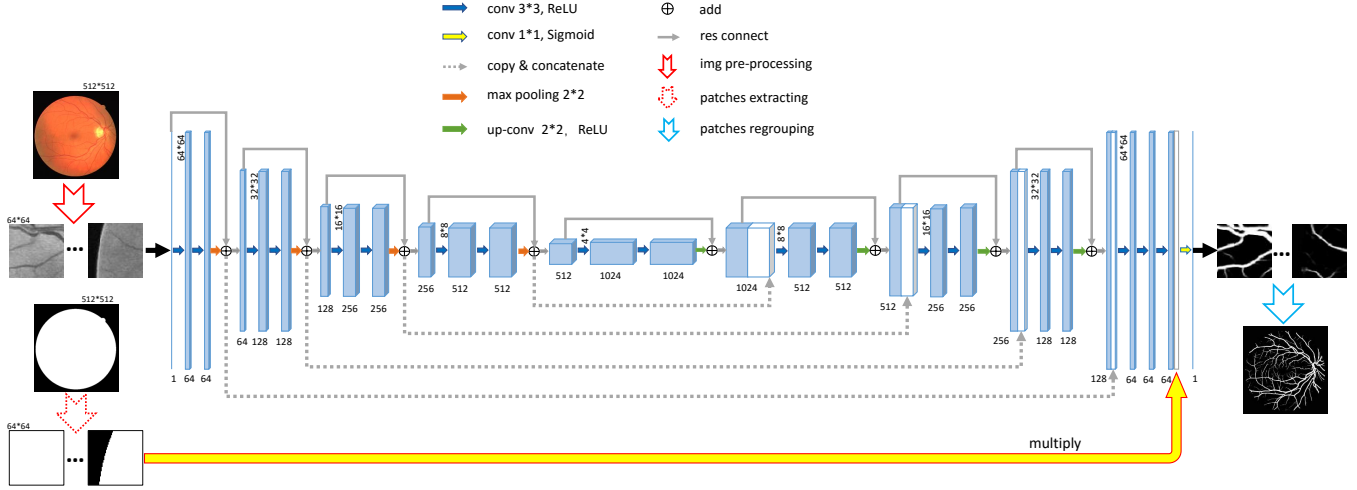 conv 3*3, ReLU
add
conv 1*1, Sigmoid
res connect
copy & concatenate
img pre-processing
max pooling 2*2
patches extracting
up-conv 2*2, ReLU
patches regrouping
512*512
64*64
512*512
64*64
64*64
1 64 64
32*32
64 128 128
16*16
128 256 256
8*8
256 512 512
4*4
512 1024 1024
8*8
1024 512 512
16*16
512 256 256
32*32
256 128 128
64*64
128 64 64 64 1
multiply